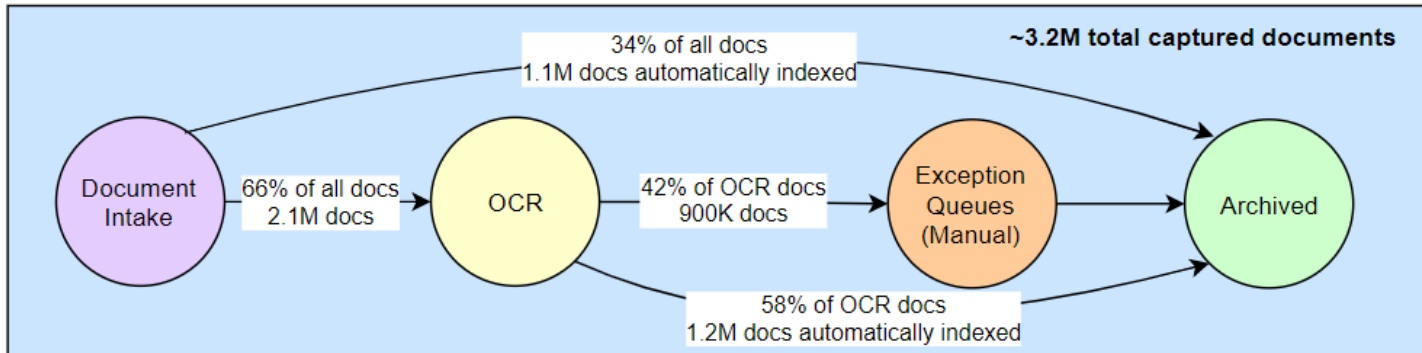 ~3.2M total captured documents
34% of all docs
1.1M docs automatically indexed
Document
Intake
66% of all docs
2.1M docs
OCR
42% of OCR docs
900K docs
Exception
Queues
(Manual)
Archived
58% of OCR docs
1.2M docs automatically indexed